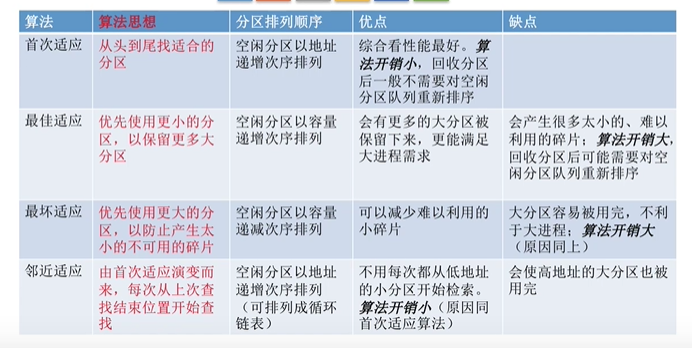 算法 算法思想 分区排列顺序 优点 缺点
首次适应 从头到尾找适合的 空闲分区以地址 综合看性能最好。算
分区 递增次序排列 法开销小，回收分区
后一般不需要对空闲
分区队列重新排序
最佳适应 优先使用更小的分 空闲分区以容量 会有更多的大分区被 会产生很多太小的、难以
区，以保留更多大 递增次序排列 保留下来，更能满足 利用的碎片；算法开销大，
分区 大进程需求 回收分区后可能需要对空
闲分区队列重新排序
最坏适应 优先使用更大的分 空闲分区以容量 可以减少难以利用的 大分区容易被用完，不利
区，以防止产生太 递减次序排列 小碎片 于大进程；算法开销大
小的不可用的碎片 （原因同上）
邻近适应 由首次适应演变而 空闲分区以地址 不用每次都从低地址 会使高地址的大分区也被
来，每次从上次查 递增次序排列 的小分区开始检索。 用完
找结束位置开始查 （可排列成循环 算法开销小（原因同
找 链表） 首次适应算法）